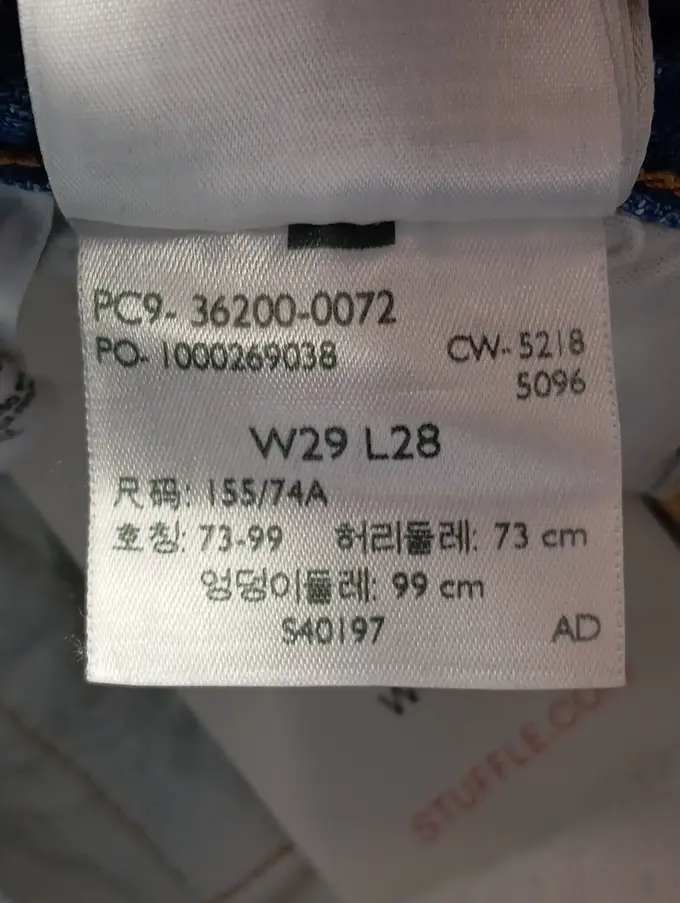 PC9- 36200-0072
PO- 1000269038 CW- 5218
5096
W29 L28
尺码: 155/74A
호칭: 73-99 허리둘레: 73 cm
엉덩이둘레: 99 cm
S40197 AD
STUFFLE.CO